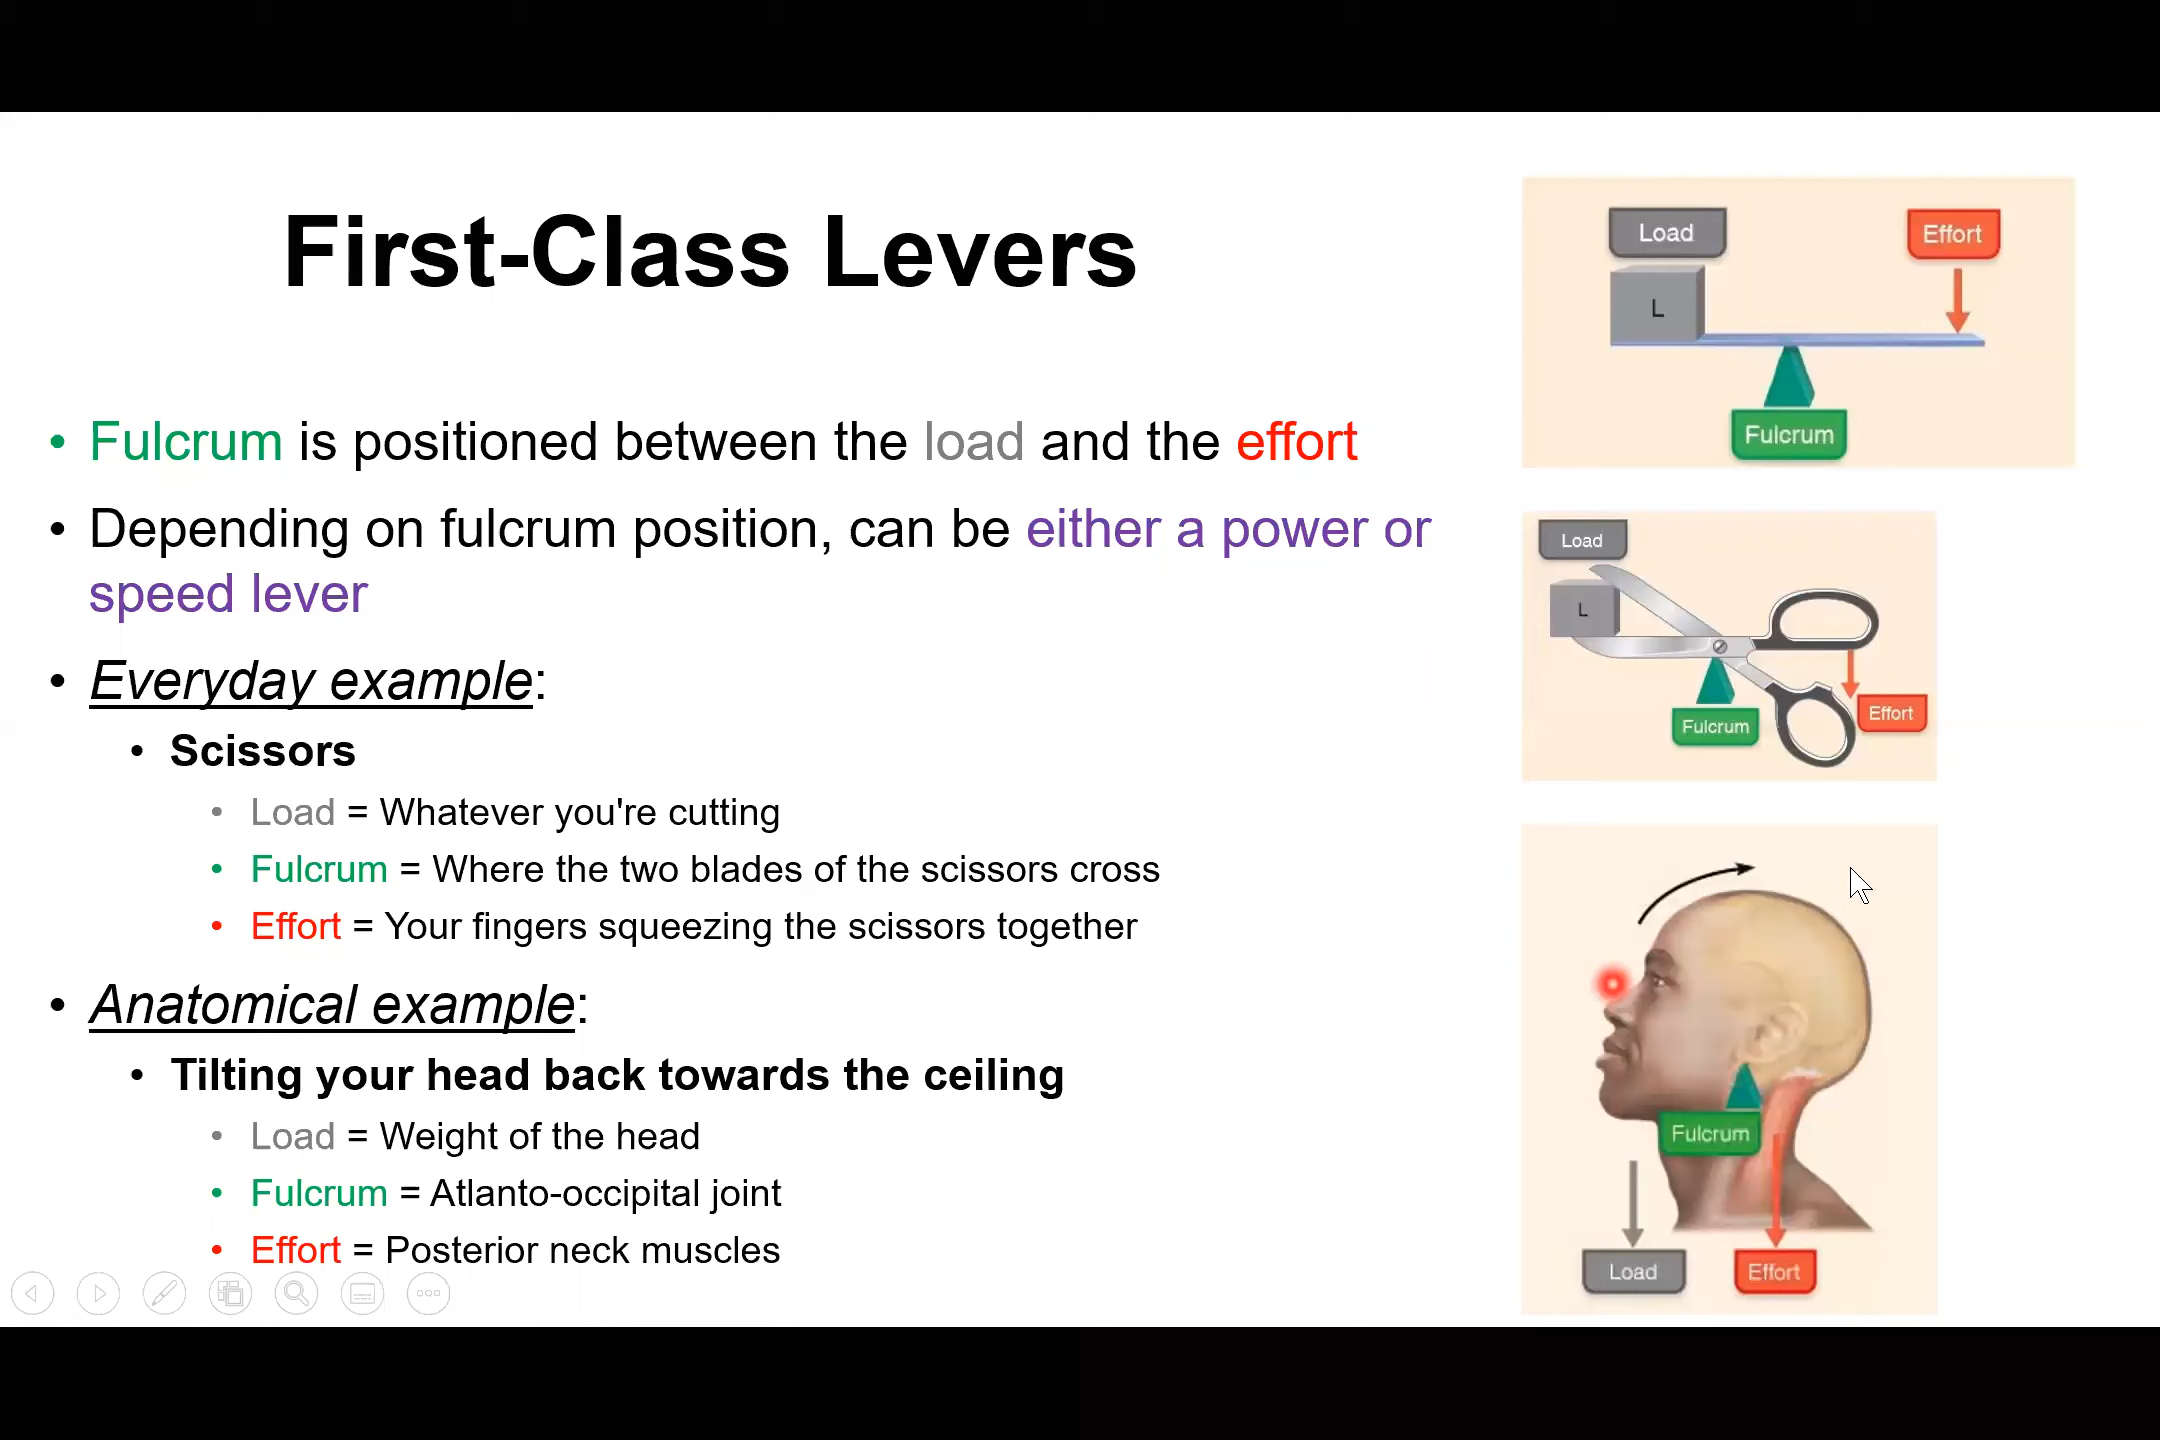 First-Class Levers
• Fulcrum is positioned between the load and the effort
• Depending on fulcrum position, can be either a power or
speed lever
• Everyday example:
• Scissors
• Load = Whatever you're cutting
• Fulcrum = Where the two blades of the scissors cross
• Effort = Your fingers squeezing the scissors together
• Anatomical example:
• Tilting your head back towards the ceiling
• Load = Weight of the head
• Fulcrum = Atlanto-occipital joint
• Effort = Posterior neck muscles
Load
Effort
L
Fulcrum
Load
L
Fulcrum
Effort
Fulcrum
Load
Effort